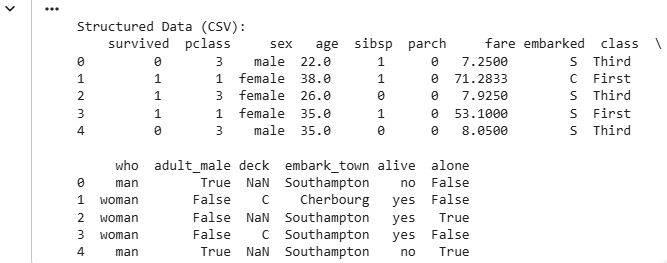 Structured Data (CSV):
   survived  pclass     sex   age  sibsp  parch     fare embarked  class  \
0         0       3    male  22.0      1      0   7.2500        S  Third
1         1       1  female  38.0      1      0  71.2833        C  First
2         1       3  female  26.0      0      0   7.9250        S  Third
3         1       1  female  35.0      1      0  53.1000        S  First
4         0       3    male  35.0      0      0   8.0500        S  Third
     who  adult_male deck  embark_town alive  alone
0    man        True  NaN  Southampton    no  False
1  woman       False    C    Cherbourg   yes  False
2  woman       False  NaN  Southampton   yes   True
3  woman       False    C  Southampton   yes  False
4    man        True  NaN  Southampton    no   True